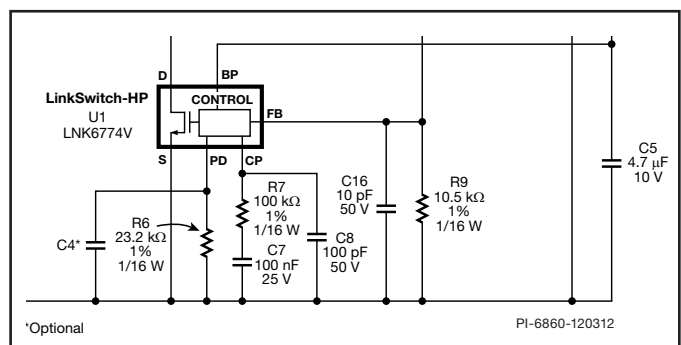 D
BP
LinkSwitch-HP
U1
LNK6774V
CONTROL
FB
S
PD
CP
C5
4.7 µF
10 V
C16
10 pF
50 V
R9
10.5 kΩ
1%
1/16 W
R7
100 kΩ
1%
1/16 W
C4*
R6
23.2 kΩ
1%
1/16 W
C7
100 nF
25 V
C8
100 pF
50 V
*Optional
PI-6860-120312